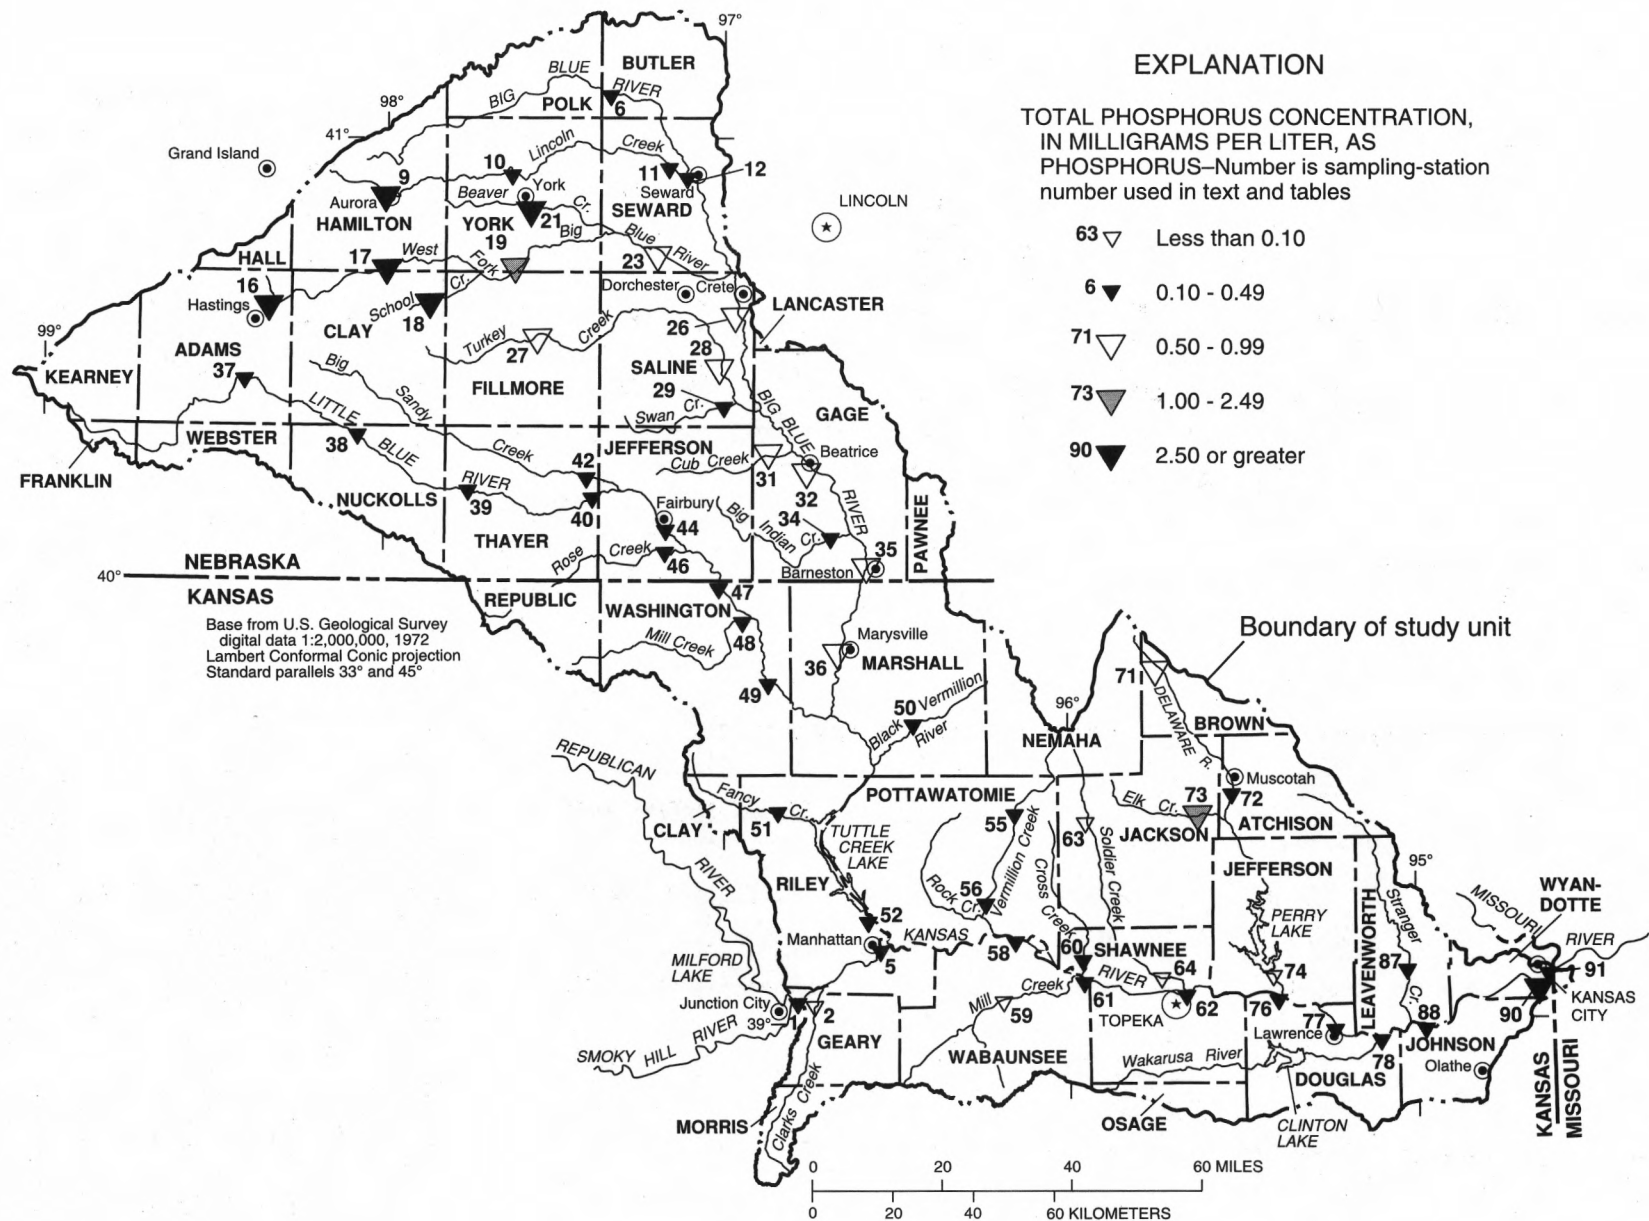 97°
BUTLER
BLUE
RIVER
BIG
POLK
6
98°
41°
Grand Island
10
Lincoln
Creek
9
11
12
Aurora
Beaver
York
Cr.
Seward
HAMILTON
YORK
21
SEWARD
19
Big
Blue
River
HALL
17
West
Fork
23
16
Hastings
School
Cr.
18
Dorchester
Crete
LANCASTER
99°
CLAY
26
Turkey
Creek
27
28
ADAMS
37
KEARNEY
Big
SALINE
FILLMORE
29
LITTLE
Sandy
Swan
Cr.
BIG
BLUE
GAGE
WEBSTER
38
BLUE
Creek
JEFFERSON
Cub Creek
Beatrice
FRANKLIN
42
31
32
RIVER
RIVER
NUCKOLLS
39
40
Fairbury
Big
Indian
Cr.
34
PAWNEE
44
THAYER
Rose
Creek
46
35
Barneston
NEBRASKA
40°
KANSAS
REPUBLIC
47
WASHINGTON
48
Base from U.S. Geological Survey
digital data 1:2,000,000, 1972
Lambert Conformal Conic projection
Standard parallels 33° and 45°
Mill Creek
Marysville
36
MARSHALL
49
50
Vermillion
Black
River
EXPLANATION
TOTAL PHOSPHORUS CONCENTRATION,
IN MILLIGRAMS PER LITER, AS
PHOSPHORUS–Number is sampling-station
number used in text and tables
LINCOLN
63 Less than 0.10
6 0.10 - 0.49
71 0.50 - 0.99
73 1.00 - 2.49
90 2.50 or greater
Boundary of study unit
71
96°
DELAWARE R.
BROWN
NEMAHA
REPUBLICAN
Muscotah
72
Fancy
Cr.
POTTAWATOMIE
Elk Cr.
73
CLAY
51
TUTTLE
CREEK
LAKE
55
63
JACKSON
ATCHISON
RIVER
RILEY
Rock
Cr.
56
Vermillion Creek
Cross Creek
Soldier Creek
JEFFERSON
95°
52
PERRY
LAKE
LEAVENWORTH
Stranger
Cr.
MISSOURI
RIVER
WYAN-
DOTTE
Manhattan
5
KANSAS
58
60
SHAWNEE
MILFORD
LAKE
Creek
RIVER
64
74
87
91
Junction City
39°
1
2
Mill
59
61
TOPEKA
62
76
77
88
90
KANSAS
CITY
SMOKY HILL RIVER
GEARY
WABAUNSEE
Wakarusa River
Lawrence
78
JOHNSON
Olathe
DOUGLAS
MORRIS
Clarks Creek
OSAGE
CLINTON
LAKE
KANSAS
MISSOURI
0 20 40 60 MILES
0 20 40 60 KILOMETERS